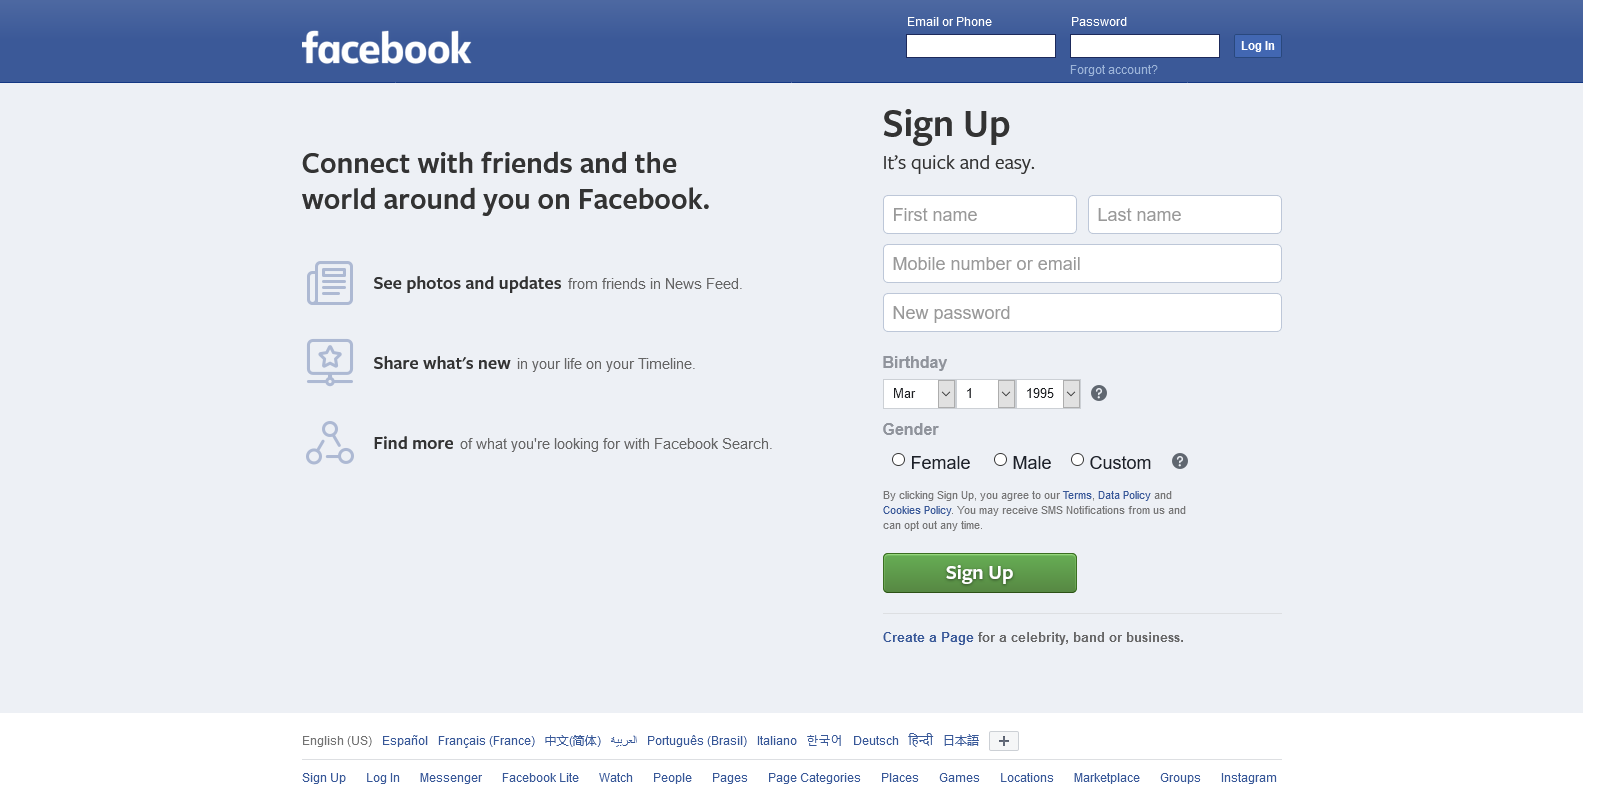 facebook
Email or Phone
Password
Log In
Forgot account?
Connect with friends and the
world around you on Facebook.
See photos and updates from friends in News Feed.
Share what's new in your life on your Timeline.
Find more of what you're looking for with Facebook Search.
Sign Up
It's quick and easy.
First name Last name
Mobile number or email
New password
Birthday
Mar 1 1995 ?
Gender
Female Male Custom ?
By clicking Sign Up, you agree to our Terms, Data Policy and
Cookies Policy. You may receive SMS Notifications from us and
can opt out any time.
Sign Up
Create a Page for a celebrity, band or business.
English (US) Español Français (France) 中文(简体) العربية Português (Brasil) Italiano 한국어 Deutsch हिन्दी 日本語 +
Sign Up Log In Messenger Facebook Lite Watch People Pages Page Categories Places Games Locations Marketplace Groups Instagram